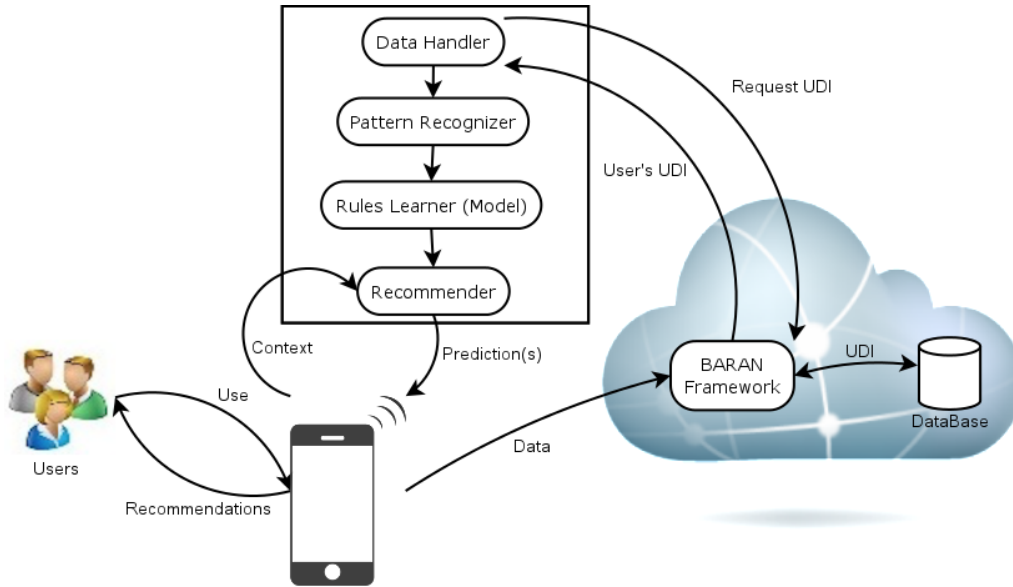 Data Handler
Request UDI
Pattern Recognizer
User's UDI
Rules Learner (Model)
Recommender
Context
Prediction(s)
BARAN
Framework
UDI
DataBase
Use
Data
Users
Recommendations